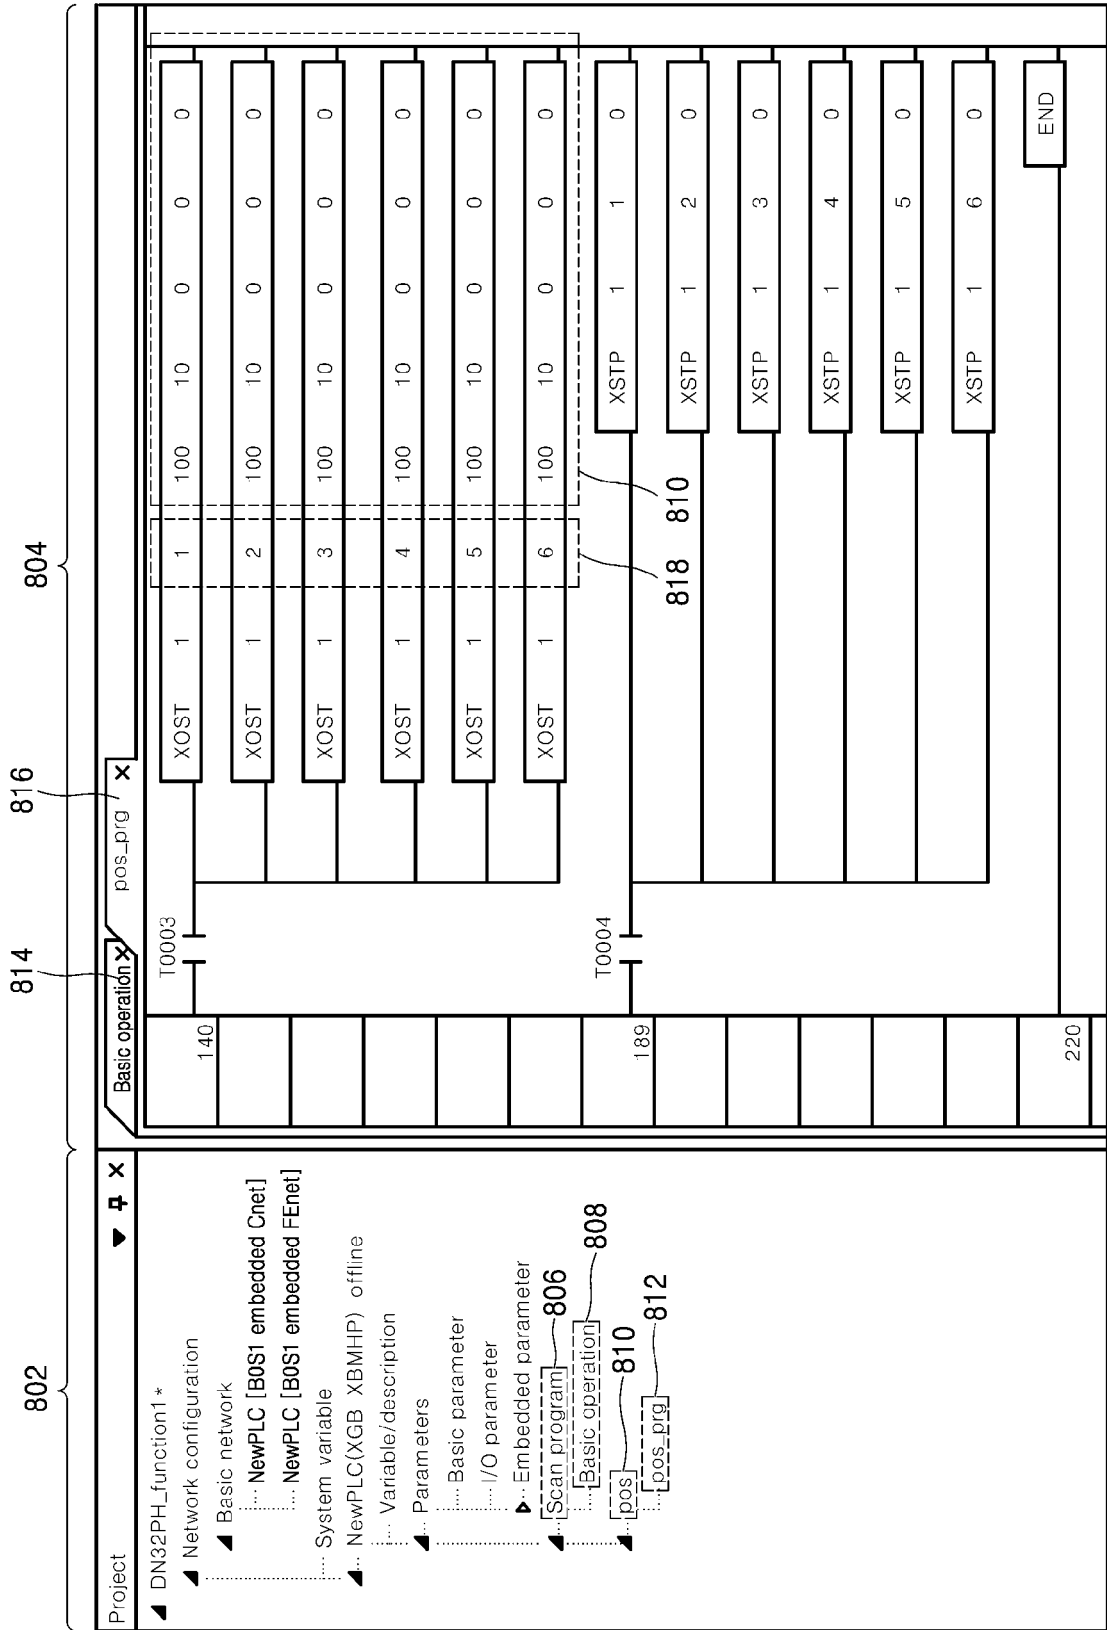 802
804
Project
DN32PH_function1*
Network configuration
Basic network
NewPLC [B0S1 embedded Cnet]
NewPLC [B0S1 embedded FEnet]
System variable
NewPLC(XGB XBMHP) offline
Variable/description
Parameters
Basic parameter
I/O parameter
Embedded parameter
Scan program
806
Basic operation
808
pos
810
pos_prg
812
814
816
Basic operation
pos_prg
140
T0003
XOST 1 1 100 10 0 0 0
XOST 1 2 100 10 0 0 0
XOST 1 3 100 10 0 0 0
XOST 1 4 100 10 0 0 0
XOST 1 5 100 10 0 0 0
XOST 1 6 100 10 0 0 0
818
810
189
T0004
XSTP 1 1 0
XSTP 1 2 0
XSTP 1 3 0
XSTP 1 4 0
XSTP 1 5 0
XSTP 1 6 0
220
END